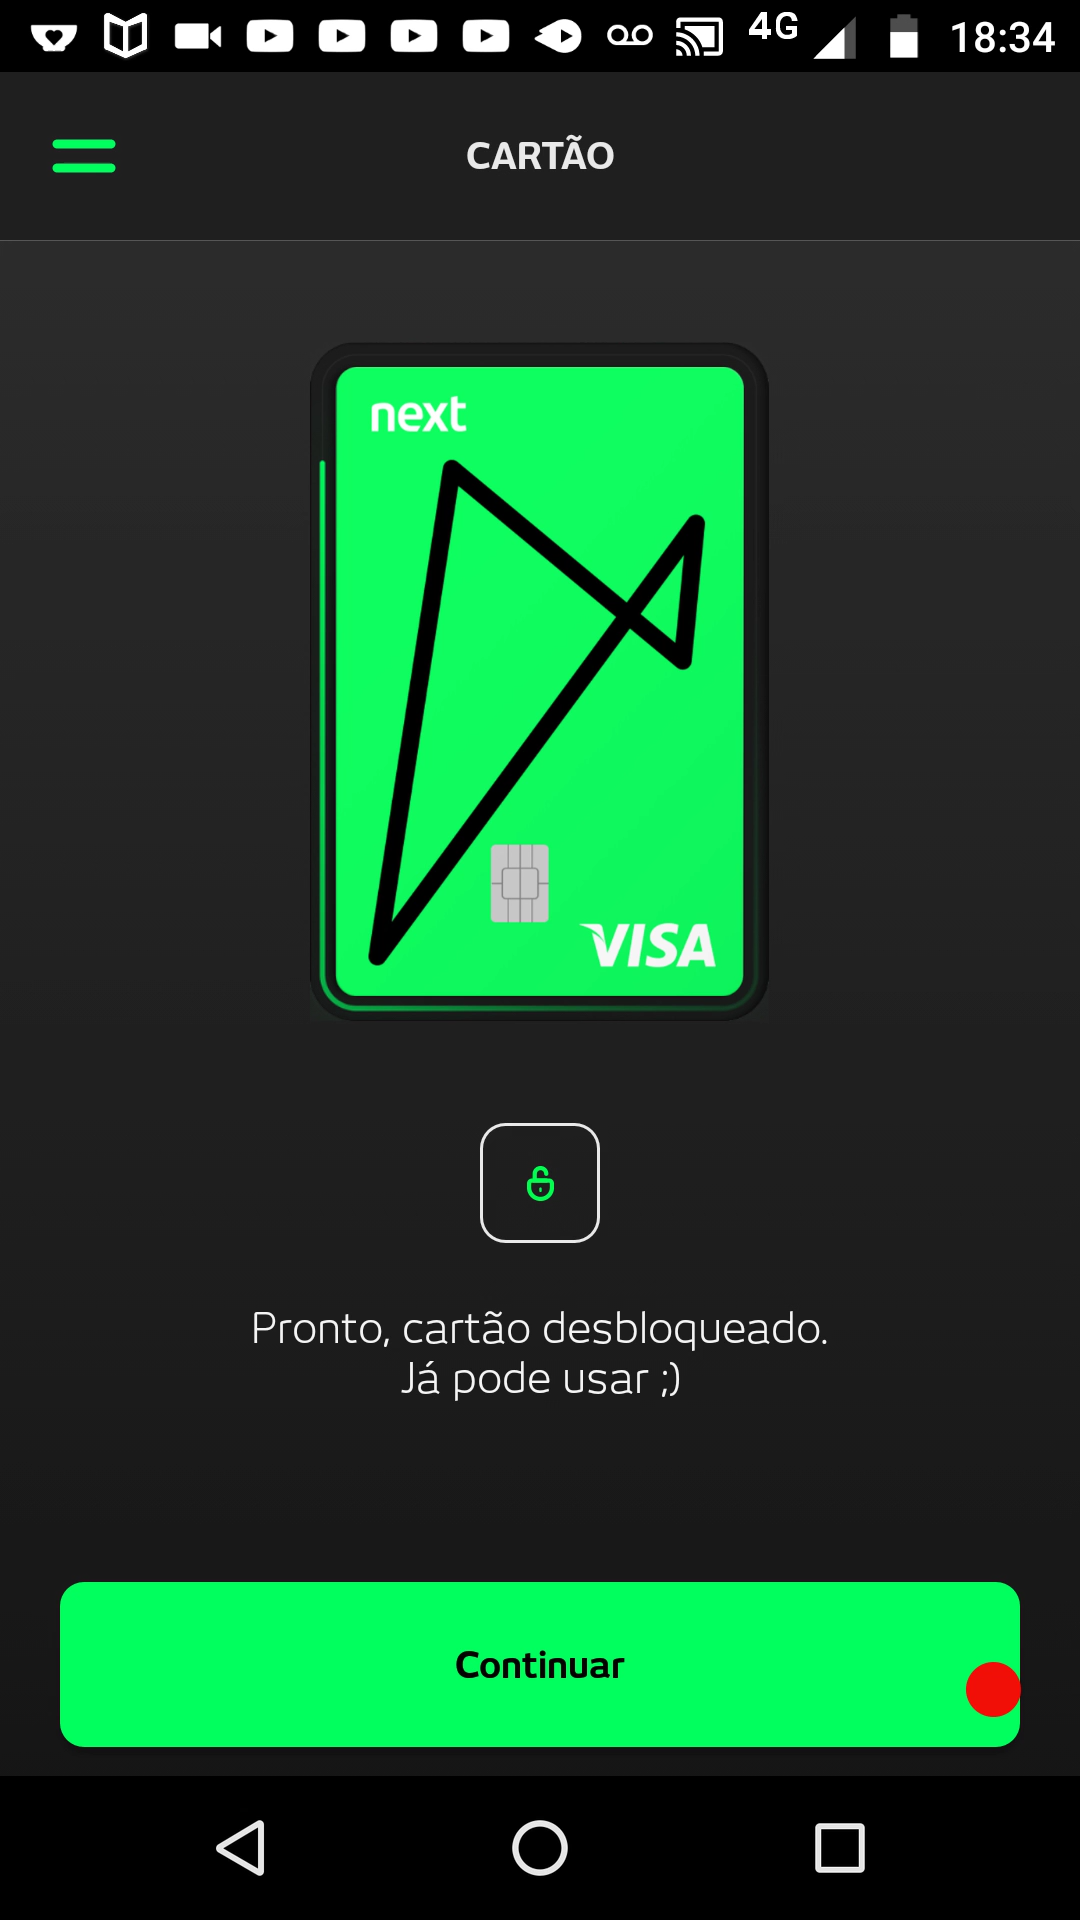 4G 18:34
CARTÃO
next
VISA
Pronto, cartão desbloqueado.
Já pode usar ;)
Continuar